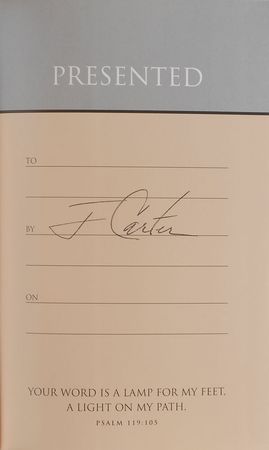 PRESENTED
TO
BY J Carter
ON
YOUR WORD IS A LAMP FOR MY FEET,
A LIGHT ON MY PATH.
PSALM 119:105